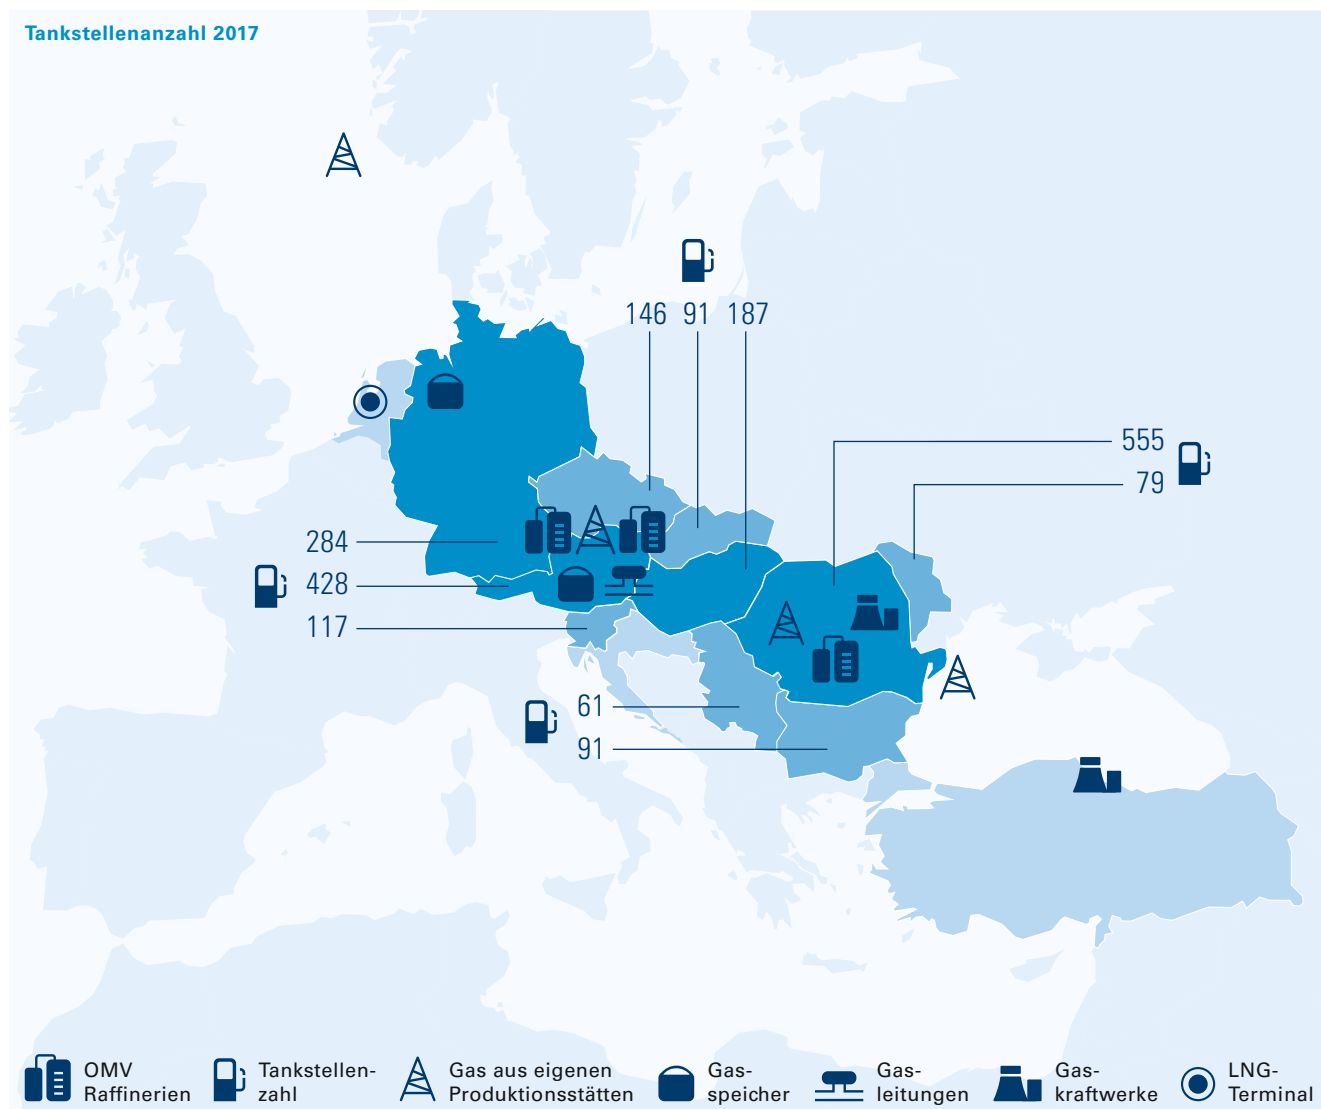 Tankstellenanzahl 2017
146 91 187
555
79
284
428
117
61
91
OMV
Raffinerien
Tankstellen-
zahl
Gas aus eigenen
Produktionsstätten
Gas-
speicher
Gas-
leitungen
Gas-
kraftwerke
LNG-
Terminal